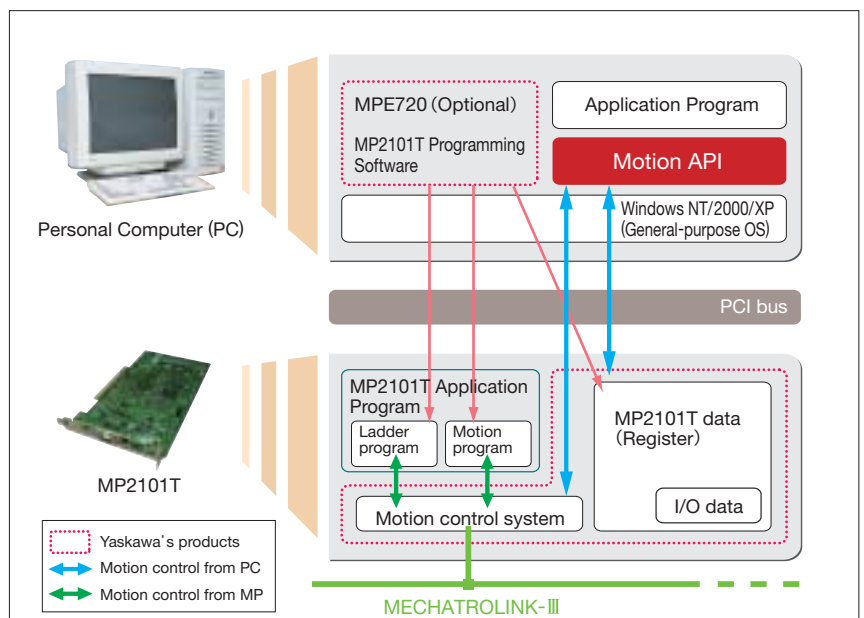 MPE720 (Optional)
MP2101T Programming
Software
Application Program
Motion API
Windows NT/2000/XP
(General-purpose OS)
Personal Computer (PC)
PCI bus
MP2101T Application
Program
Ladder
program
Motion
program
MP2101T data
(Register)
I/O data
Motion control system
MP2101T
Yaskawa's products
Motion control from PC
Motion control from MP
MECHATROLINK-Ⅲ